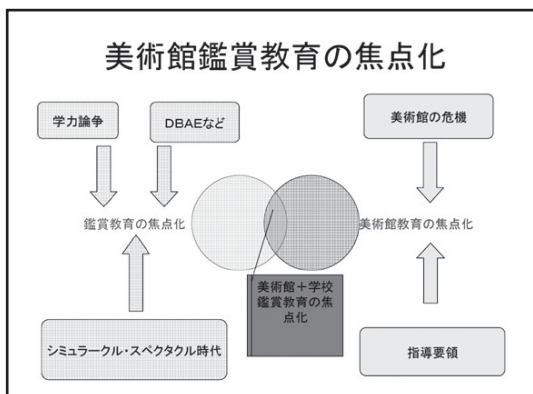 美術館鑑賞教育の焦点化
学力論争
DBAEなど
美術館の危機
鑑賞教育の焦点化
美術館教育の焦点化
美術館+学校
鑑賞教育の焦
点化
シミュラークル・スペクタクル時代
指導要領